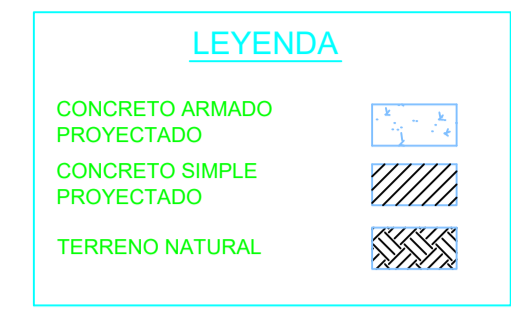 LEYENDA
CONCRETO ARMADO
PROYECTADO
CONCRETO SIMPLE
PROYECTADO
TERRENO NATURAL